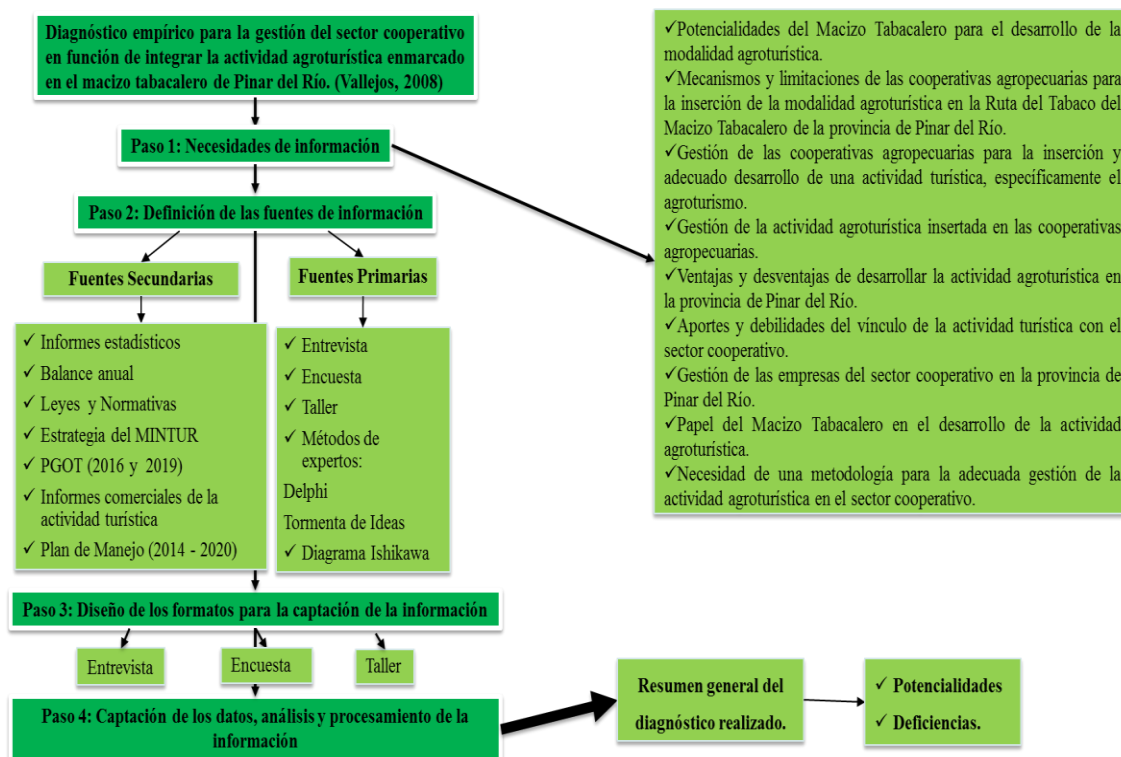 Diagnóstico empírico para la gestión del sector cooperativo
en función de integrar la actividad agroturística enmarcado
en el macizo tabacalero de Pinar del Río. (Vallejos, 2008)
Paso 1: Necesidades de información
Paso 2: Definición de las fuentes de información
Fuentes Secundarias
✓ Informes estadísticos
✓ Balance anual
✓ Leyes y Normativas
✓ Estrategia del MINTUR
✓ PGOT (2016 y 2019)
✓ Informes comerciales de la
actividad turística
✓ Plan de Manejo (2014 - 2020)
Fuentes Primarias
✓ Entrevista
✓ Encuesta
✓ Taller
✓ Métodos de
expertos:
Delphi
Tormenta de Ideas
✓ Diagrama Ishikawa
✓Potencialidades del Macizo Tabacalero para el desarrollo de la
modalidad agroturística.
✓Mecanismos y limitaciones de las cooperativas agropecuarias para
la inserción de la modalidad agroturística en la Ruta del Tabaco del
Macizo Tabacalero de la provincia de Pinar del Río.
✓Gestión de las cooperativas agropecuarias para la inserción y
adecuado desarrollo de una actividad turística, específicamente el
agroturismo.
✓Gestión de la actividad agroturística insertada en las cooperativas
agropecuarias.
✓Ventajas y desventajas de desarrollar la actividad agroturística en
la provincia de Pinar del Río.
✓Aportes y debilidades del vínculo de la actividad turística con el
sector cooperativo.
✓Gestión de las empresas del sector cooperativo en la provincia de
Pinar del Río.
✓Papel del Macizo Tabacalero en el desarrollo de la actividad
agroturística.
✓Necesidad de una metodología para la adecuada gestión de la
actividad agroturística en el sector cooperativo.
Paso 3: Diseño de los formatos para la captación de la información
Entrevista
Encuesta
Taller
Paso 4: Captación de los datos, análisis y procesamiento de la
información
Resumen general del
diagnóstico realizado.
✓ Potencialidades
✓ Deficiencias.